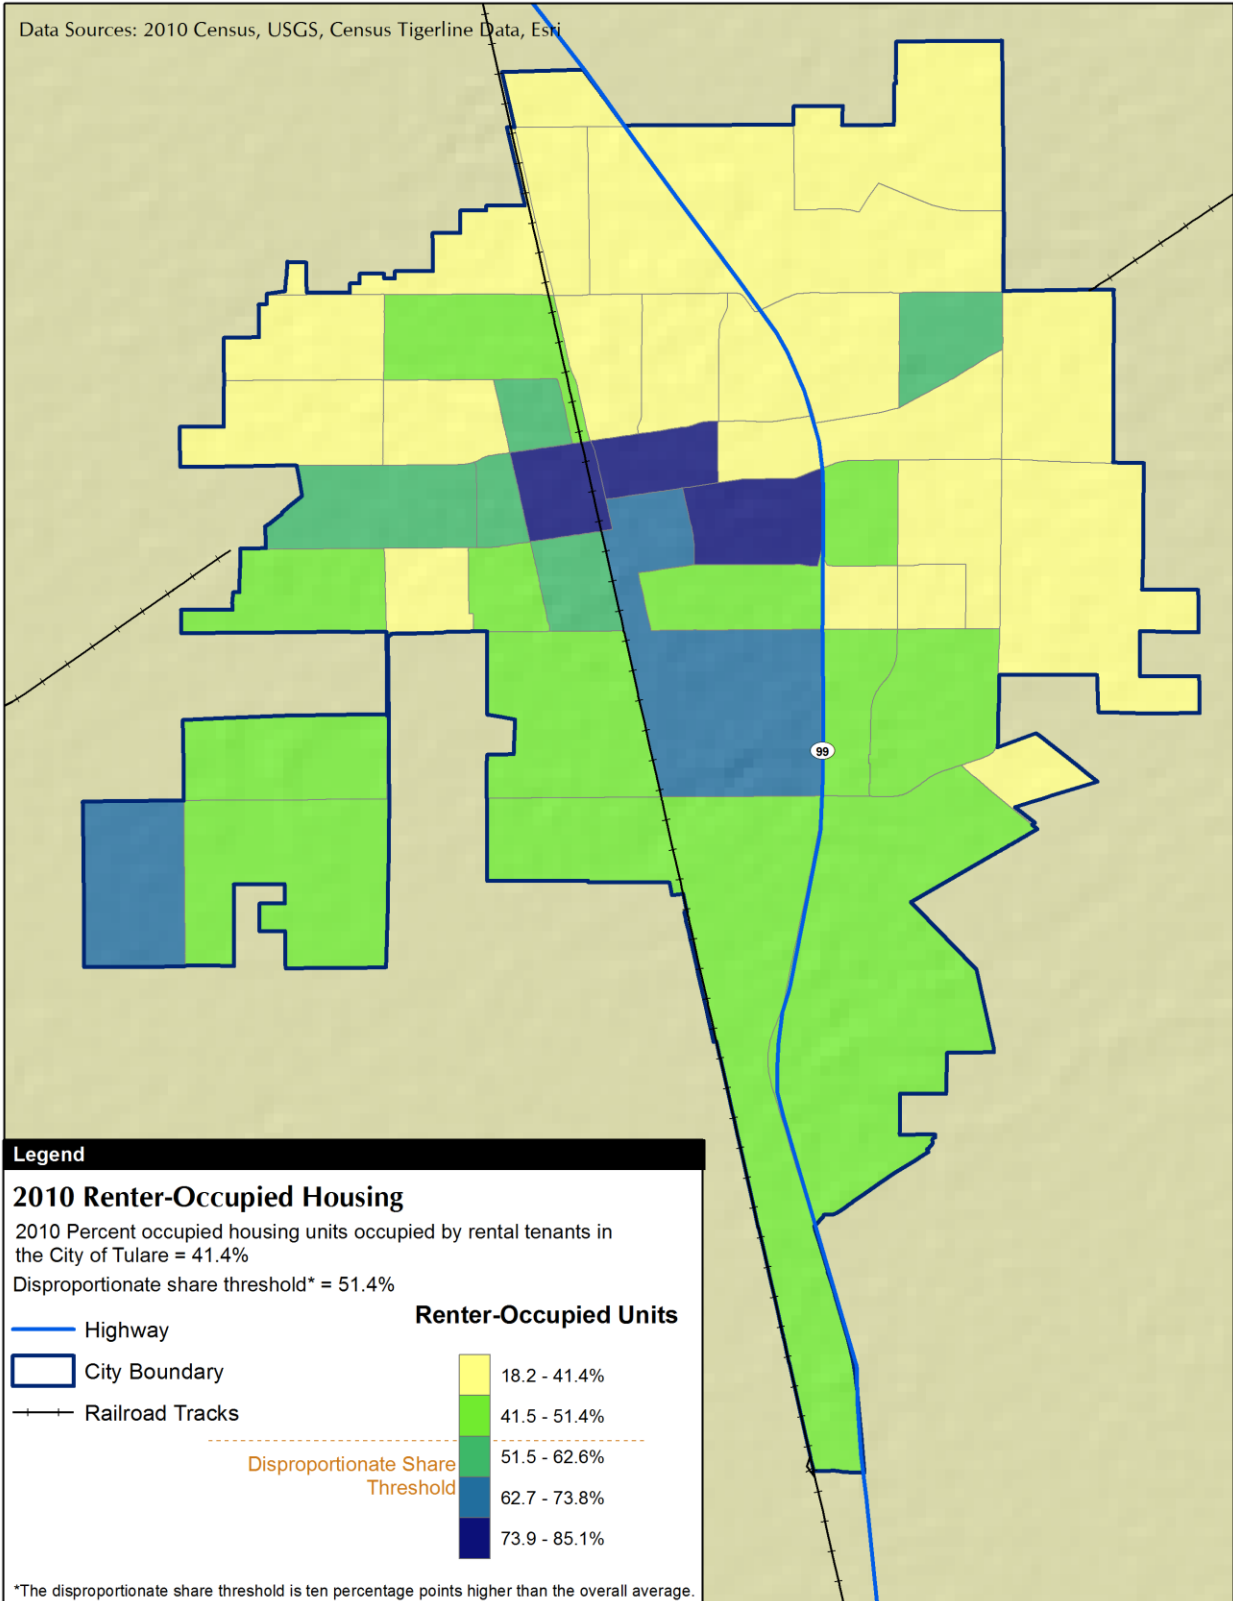 Data Sources: 2010 Census, USGS, Census Tigerline Data, Esri
99
Legend
2010 Renter-Occupied Housing
2010 Percent occupied housing units occupied by rental tenants in
the City of Tulare = 41.4%
Disproportionate share threshold* = 51.4%
Renter-Occupied Units
Highway
City Boundary
Railroad Tracks
18.2 - 41.4%
41.5 - 51.4%
Disproportionate Share
Threshold
51.5 - 62.6%
62.7 - 73.8%
73.9 - 85.1%
*The disproportionate share threshold is ten percentage points higher than the overall average.